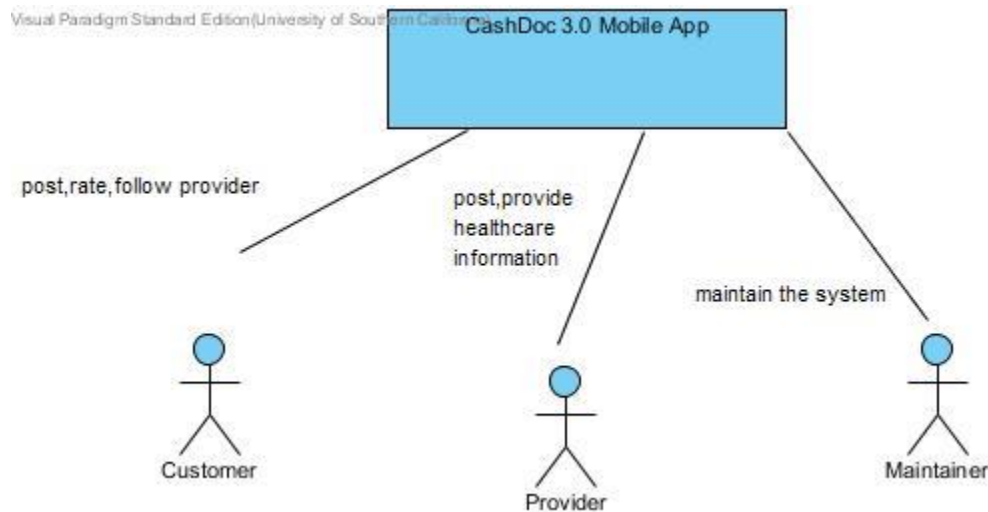 Visual Paradigm Standard Edition(University of Southern California)
CashDoc 3.0 Mobile App
post,rate,follow provider
post,provide
healthcare
information
maintain the system
Customer
Provider
Maintainer